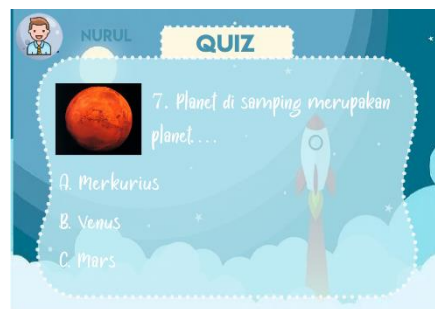 NURUL
QUIZ
7. Planet di samping merupakan
planet....
A. Merkurius
B. Venus
C. Mars